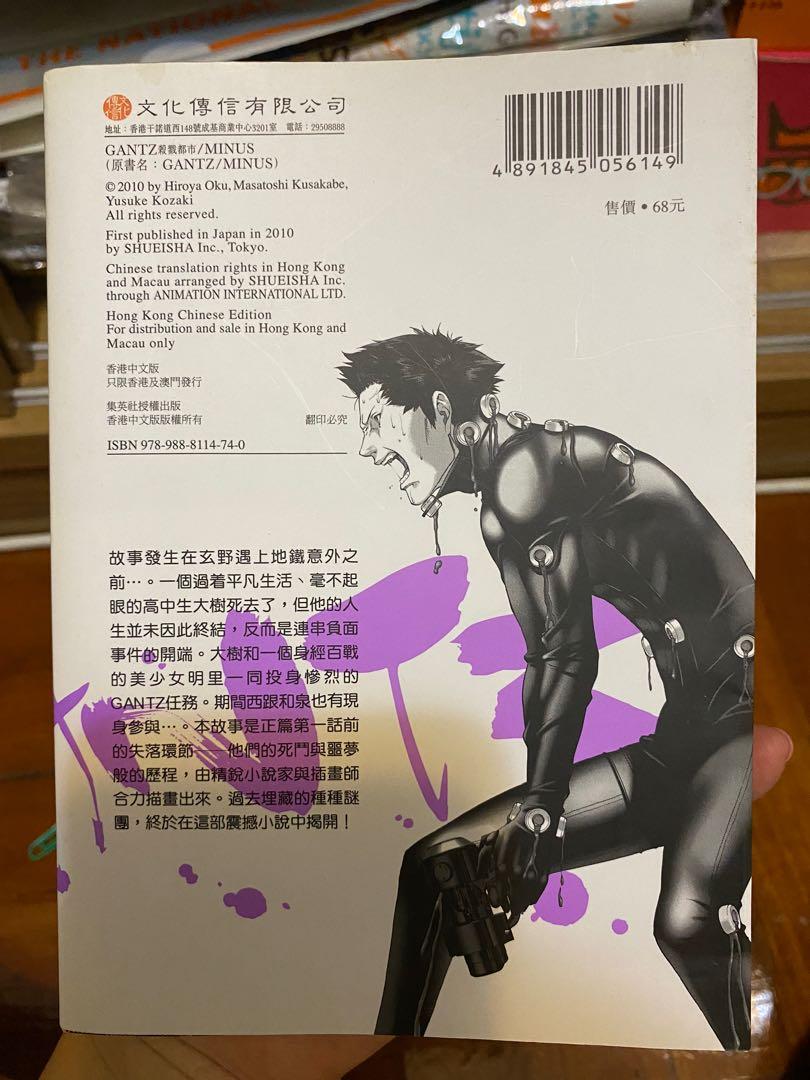 THE NATIONAL
文化傳信 文化傳信有限公司
地址：香港干諾道西148號成基商業中心3201室 電話：29508888
GANTZ殺戮都市/MINUS
(原書名：GANTZ/MINUS)
© 2010 by Hiroya Oku, Masatoshi Kusakabe,
Yusuke Kozaki
All rights reserved.
First published in Japan in 2010
by SHUEISHA Inc., Tokyo.
Chinese translation rights in Hong Kong
and Macau arranged by SHUEISHA Inc.
through ANIMATION INTERNATIONAL LTD.
Hong Kong Chinese Edition
For distribution and sale in Hong Kong and
Macau only
香港中文版
只限香港及澳門發行
集英社授權出版
香港中文版版權所有 翻印必究
ISBN 978-988-8114-74-0
4 891845 056149
售價•68元
故事發生在玄野遇上地鐵意外之
前…。一個過着平凡生活、毫不起
眼的高中生大樹死去了，但他的人
生並未因此終結，反而是連串負面
事件的開端。大樹和一個身經百戰
的美少女明里一同投身慘烈的
GANTZ任務。期間西跟和泉也有現
身參與…。本故事是正篇第一話前
的失落環節——他們的死鬥與噩夢
般的歷程，由精銳小說家與插畫師
合力描畫出來。過去埋藏的種種謎
團，終於在這部震撼小說中揭開！